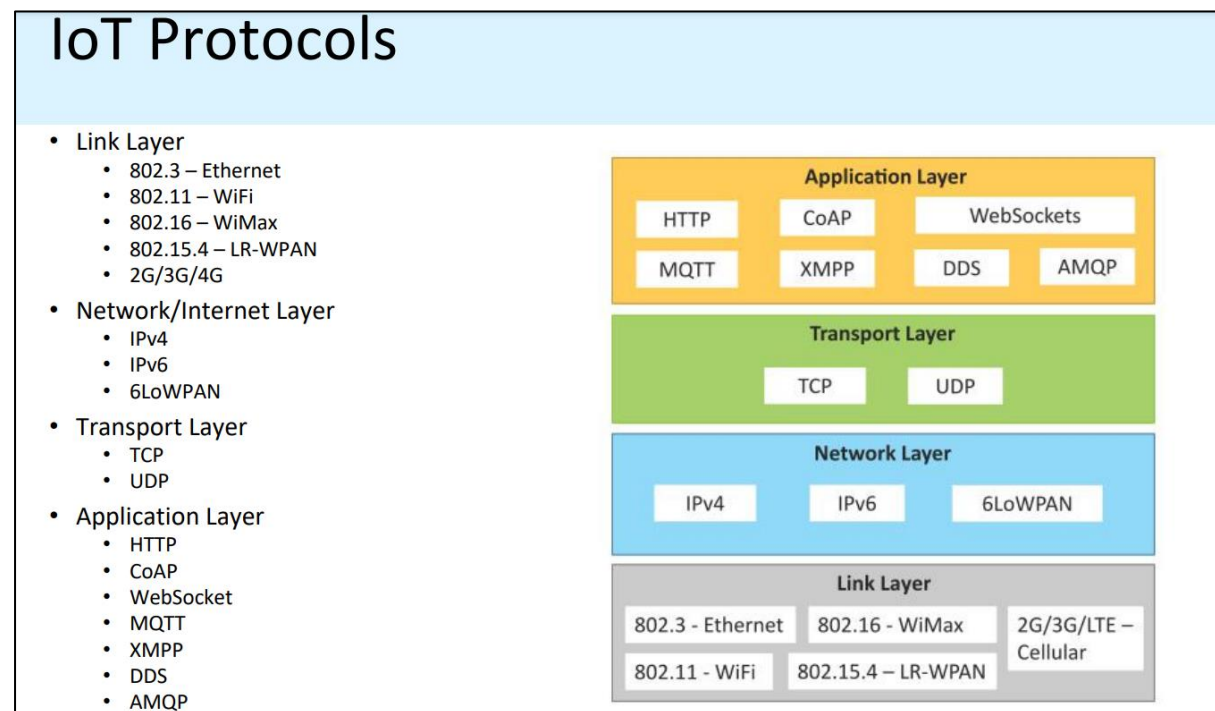 IoT Protocols
• Link Layer
• 802.3 – Ethernet
• 802.11 – WiFi
• 802.16 – WiMax
• 802.15.4 – LR-WPAN
• 2G/3G/4G
• Network/Internet Layer
• IPv4
• IPv6
• 6LoWPAN
• Transport Layer
• TCP
• UDP
• Application Layer
• HTTP
• CoAP
• WebSocket
• MQTT
• XMPP
• DDS
• AMQP
Application Layer
HTTP CoAP WebSockets
MQTT XMPP DDS AMQP
Transport Layer
TCP UDP
Network Layer
IPv4 IPv6 6LoWPAN
Link Layer
802.3 - Ethernet 802.16 - WiMax 2G/3G/LTE –
Cellular
802.11 - WiFi 802.15.4 – LR-WPAN